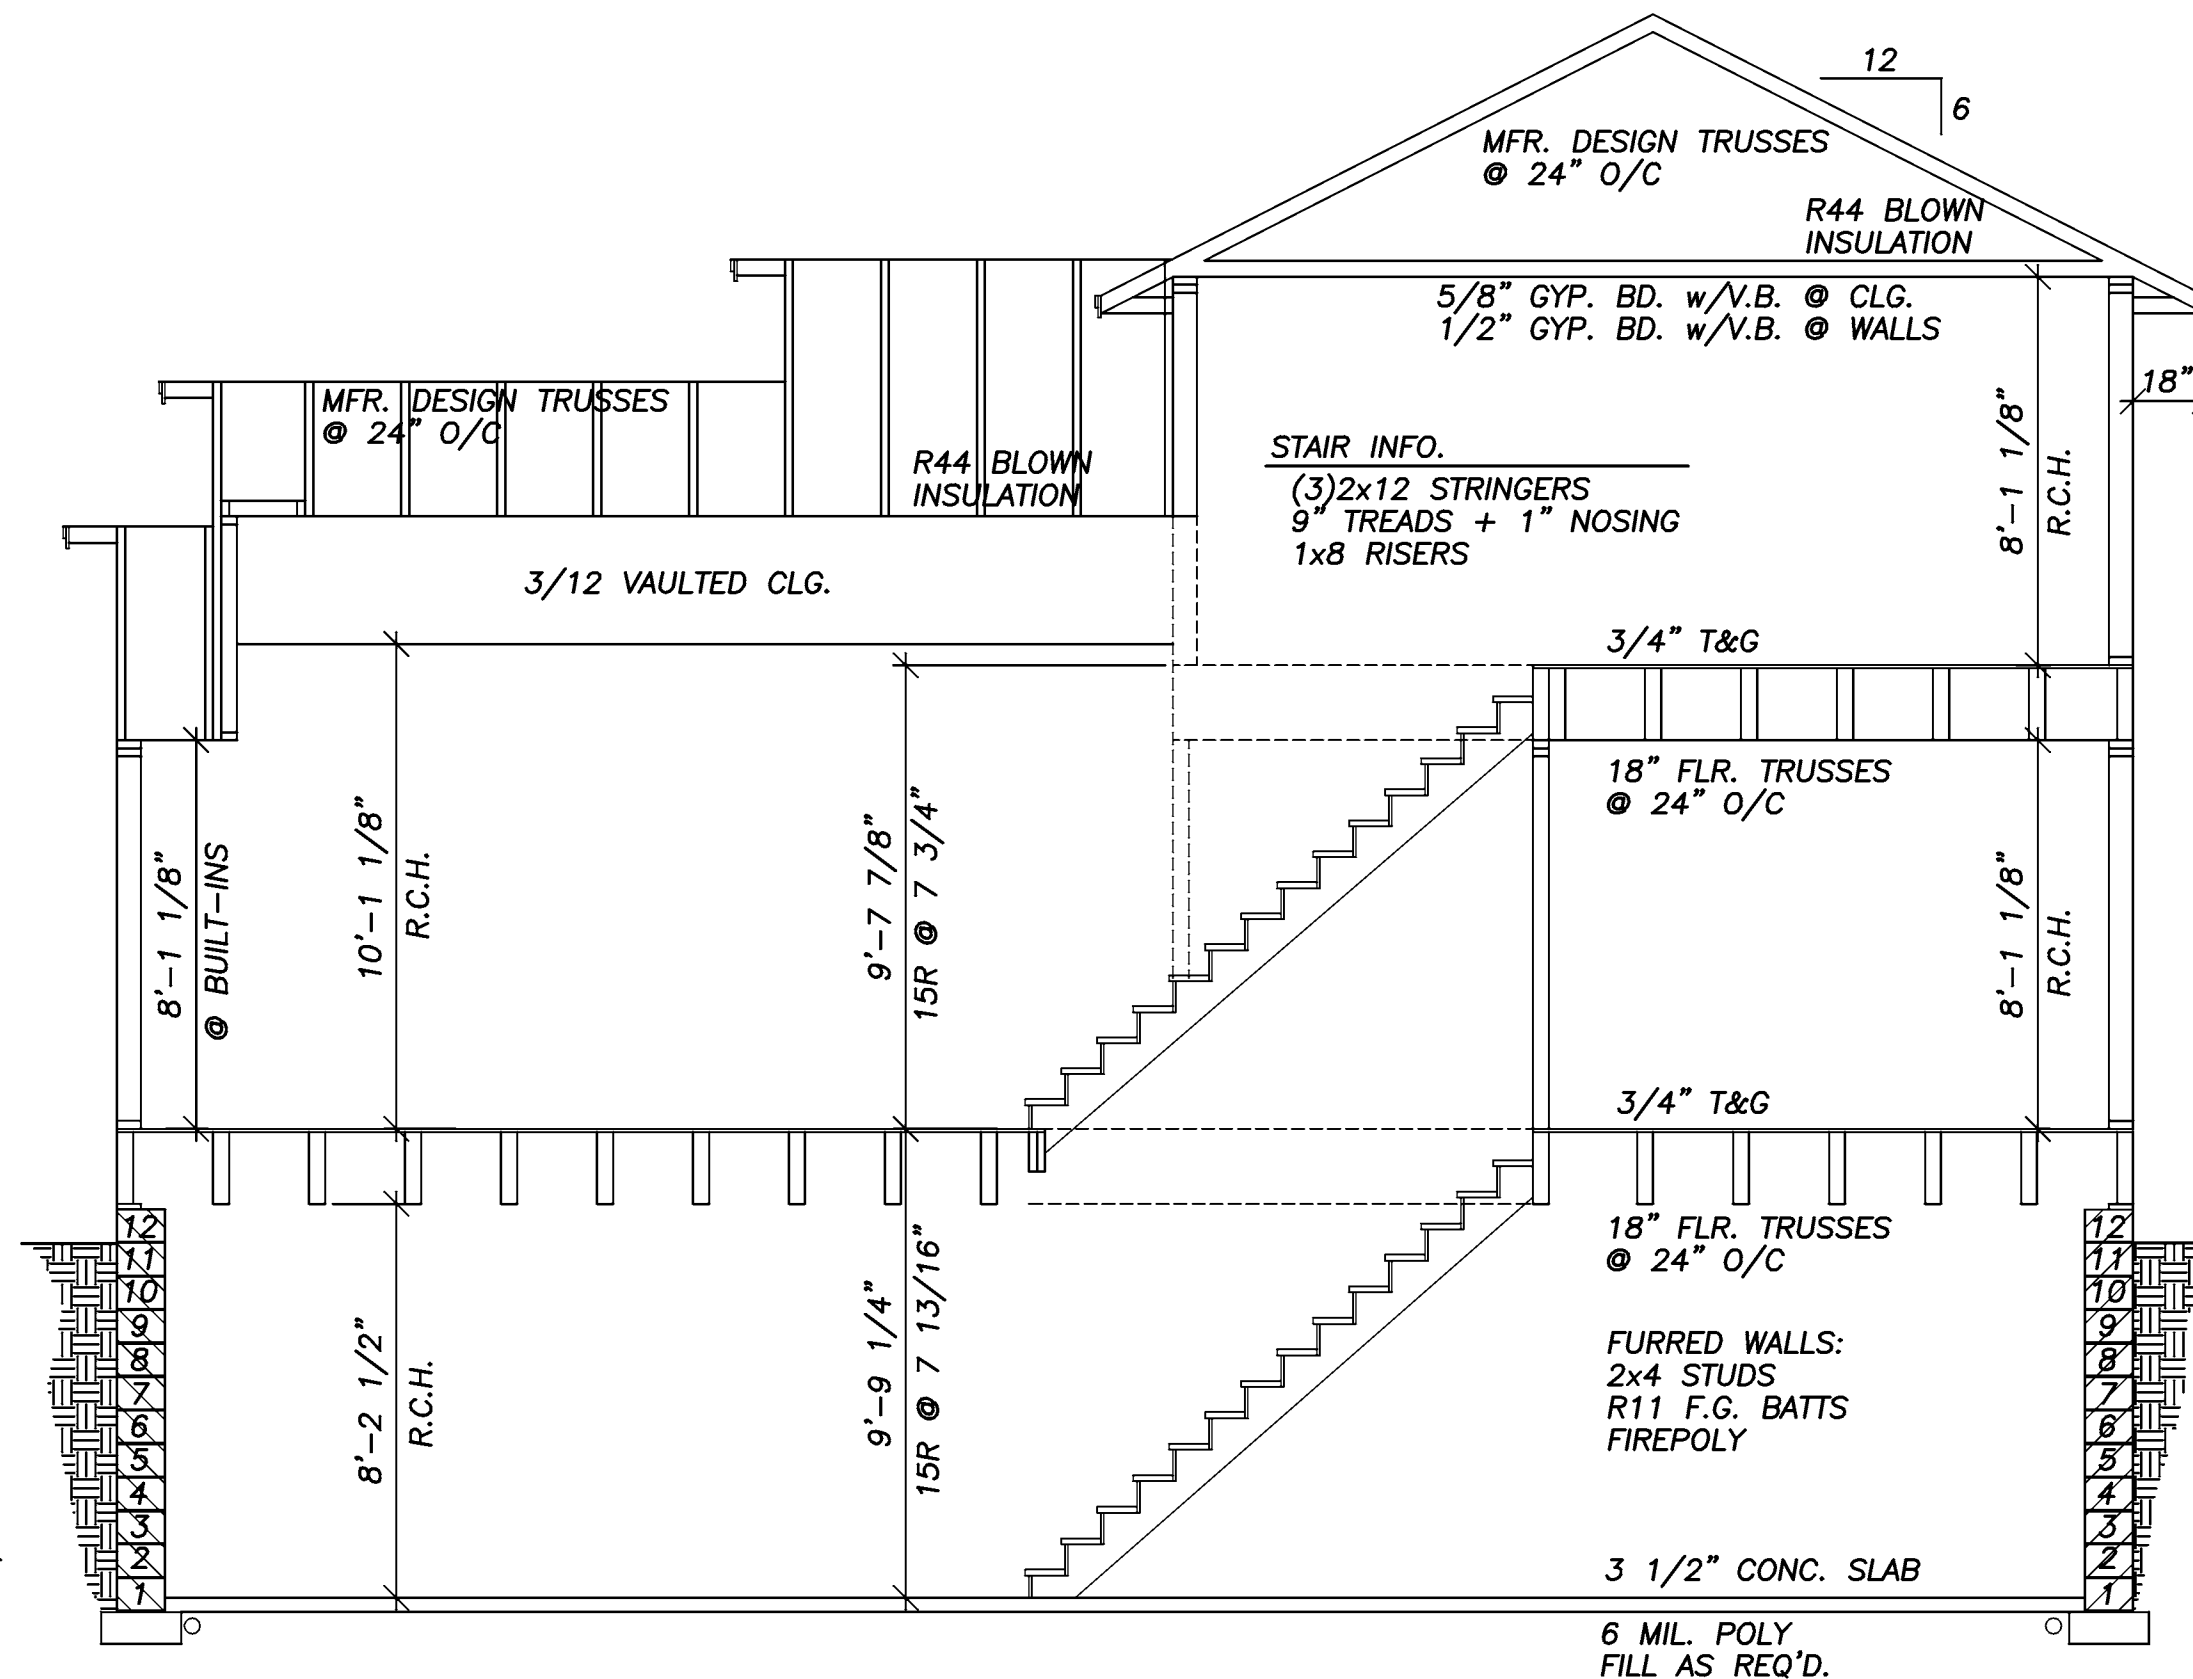 12
6
MFR. DESIGN TRUSSES
@ 24" O/C
R44 BLOWN
INSULATION
5/8" GYP. BD. w/V.B. @ CLG.
1/2" GYP. BD. w/V.B. @ WALLS
18"
8'-1 1/8"
R.C.H.
MFR. DESIGN TRUSSES
@ 24" O/C
R44 BLOWN
INSULATION
STAIR INFO.
(3)2x12 STRINGERS
9" TREADS + 1" NOSING
1x8 RISERS
3/12 VAULTED CLG.
3/4" T&G
18" FLR. TRUSSES
@ 24" O/C
8'-1 1/8"
@ BUILT-INS
10'-1 1/8"
R.C.H.
9'-7 7/8"
15R @ 7 3/4"
8'-1 1/8"
R.C.H.
3/4" T&G
18" FLR. TRUSSES
@ 24" O/C
FURRED WALLS:
2x4 STUDS
R11 F.G. BATTS
FIREPOLY
8'-2 1/2"
R.C.H.
9'-9 1/4"
15R @ 7 13/16"
12
11
10
9
8
7
6
5
4
3
2
1
12
11
10
9
8
7
6
5
4
3
2
1
3 1/2" CONC. SLAB
6 MIL. POLY
FILL AS REQ'D.